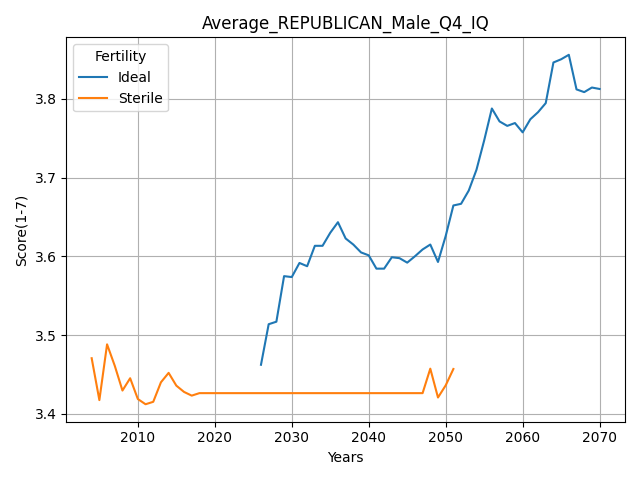 Average_REPUBLICAN_Male_Q4_IQ
Fertility
Ideal
Sterile
Score(1-7)
3.8
3.7
3.6
3.5
3.4
2010 2020 2030 2040 2050 2060 2070
Years